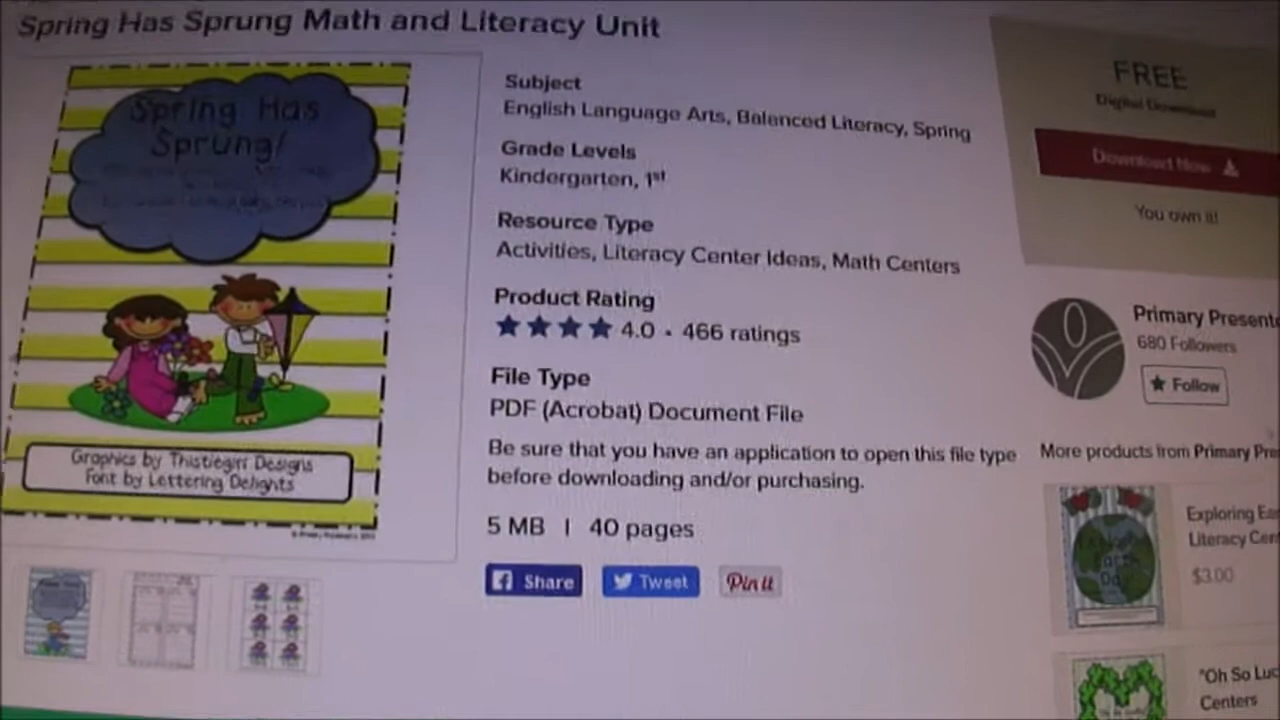 Spring Has Sprung Math and Literacy Unit
Spring Has
Sprung!
Graphics by Thistlegirl Designs
Font by Lettering Delights
Subject
English Language Arts, Balanced Literacy, Spring
Grade Levels
Kindergarten, 1st
Resource Type
Activities, Literacy Center Ideas, Math Centers
Product Rating
4.0 • 466 ratings
File Type
PDF (Acrobat) Document File
Be sure that you have an application to open this file type
before downloading and/or purchasing.
5 MB | 40 pages
Share Tweet Pin it
FREE
Digital Download
Download Now
You own it!
Primary Present
680 Followers
Follow
More products from Primary Pre
Exploring Ea
Literacy Cen
$3.00
"Oh So Luc
Centers